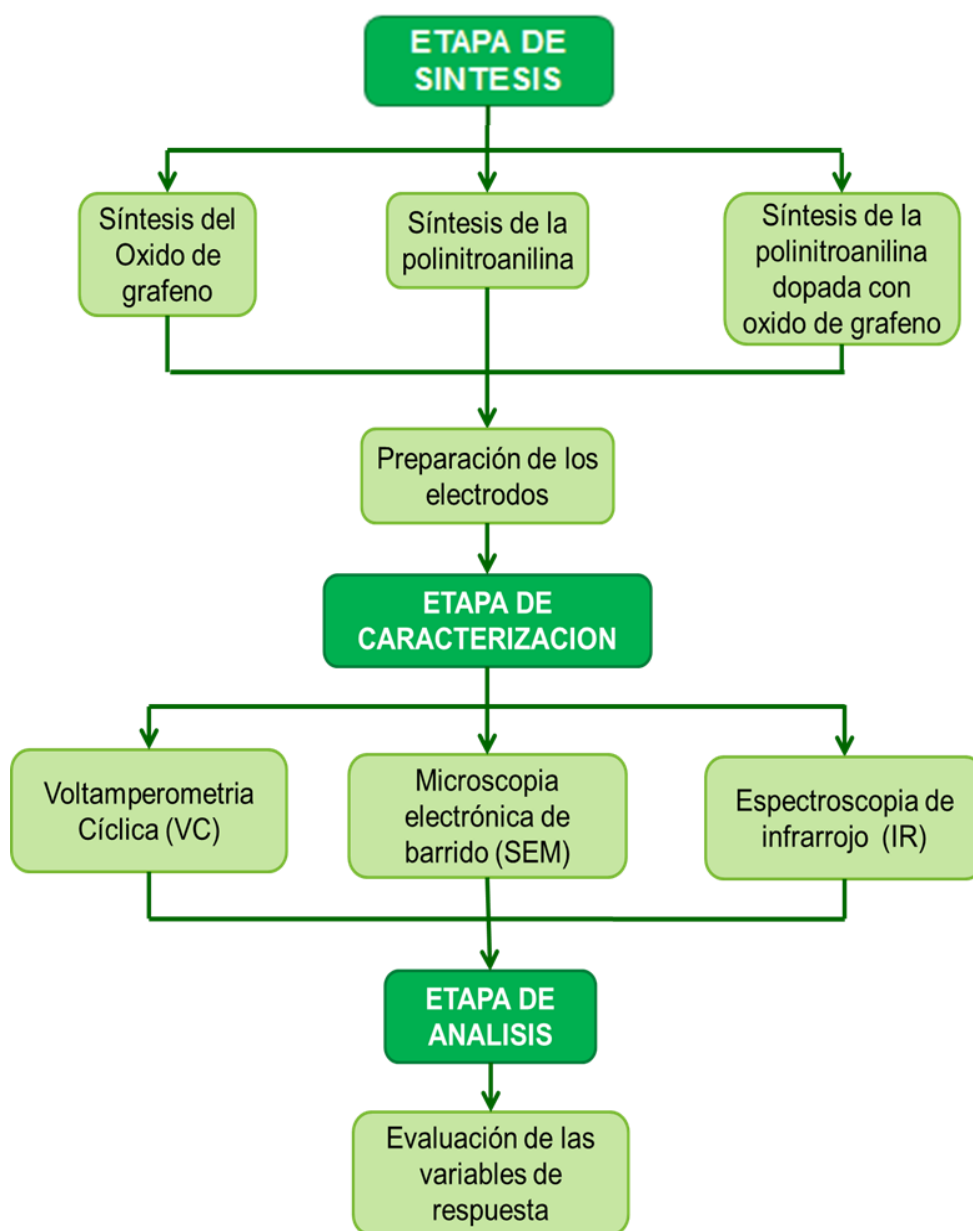 ETAPA DE
SINTESIS
Síntesis del
Oxido de
grafeno
Síntesis de la
polinitroanilina
Síntesis de la
polinitroanilina
dopada con
oxido de grafeno
Preparación de los
electrodos
ETAPA DE
CARACTERIZACION
Voltamperometria
Cíclica (VC)
Microscopia
electrónica de
barrido (SEM)
Espectroscopia de
infrarrojo (IR)
ETAPA DE
ANALISIS
Evaluación de las
variables de
respuesta